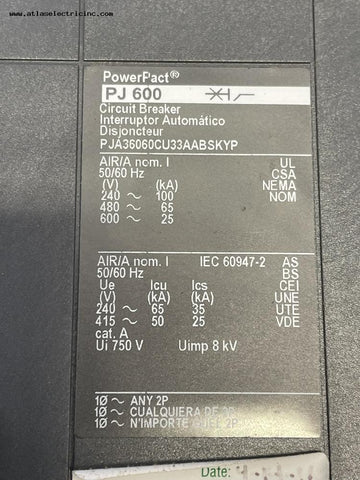 www.atlaselectricinc.com
PowerPact®
PJ 600
Circuit Breaker
Interruptor Automático
Disjoncteur
PJA36060CU33AABSKYP
AIR/A nom. I UL
50/60 Hz CSA
(V) (kA) NEMA
240 ~ 100 NOM
480 ~ 65
600 ~ 25
AIR/A nom. I IEC 60947-2 AS
50/60 Hz BS
Ue Icu Ics CEI
(V) (kA) (kA) UNE
240 ~ 65 35 UTE
415 ~ 50 25 VDE
cat. A
Ui 750 V Uimp 8 kV
1Ø ~ ANY 2P
1Ø ~ CUALQUIERA DE 2P
1Ø ~ N'IMPORTE QUEL 2P
Date: